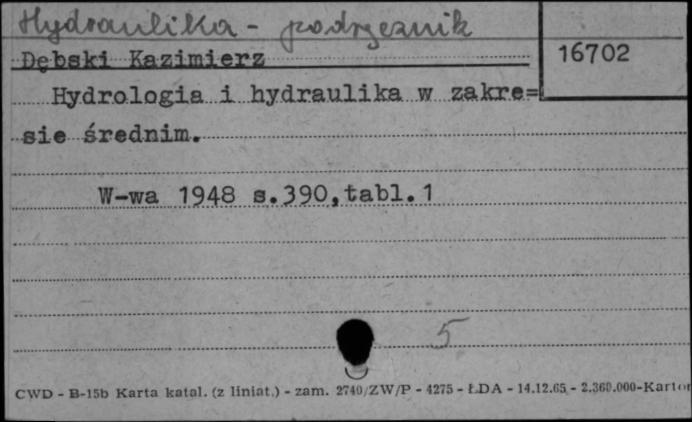 Hydraulika - podręcznik
Dębski Kazimierz
16702
Hydrologia i hydraulika w zakre=
sie średnim.
W-wa 1948 s.390,tabl.1
5
CWD - B-15b Karta katal. (z liniat.) - zam. 2740/ZW/P - 4275 - ŁDA - 14.12.65 - 2.360.000-Karton